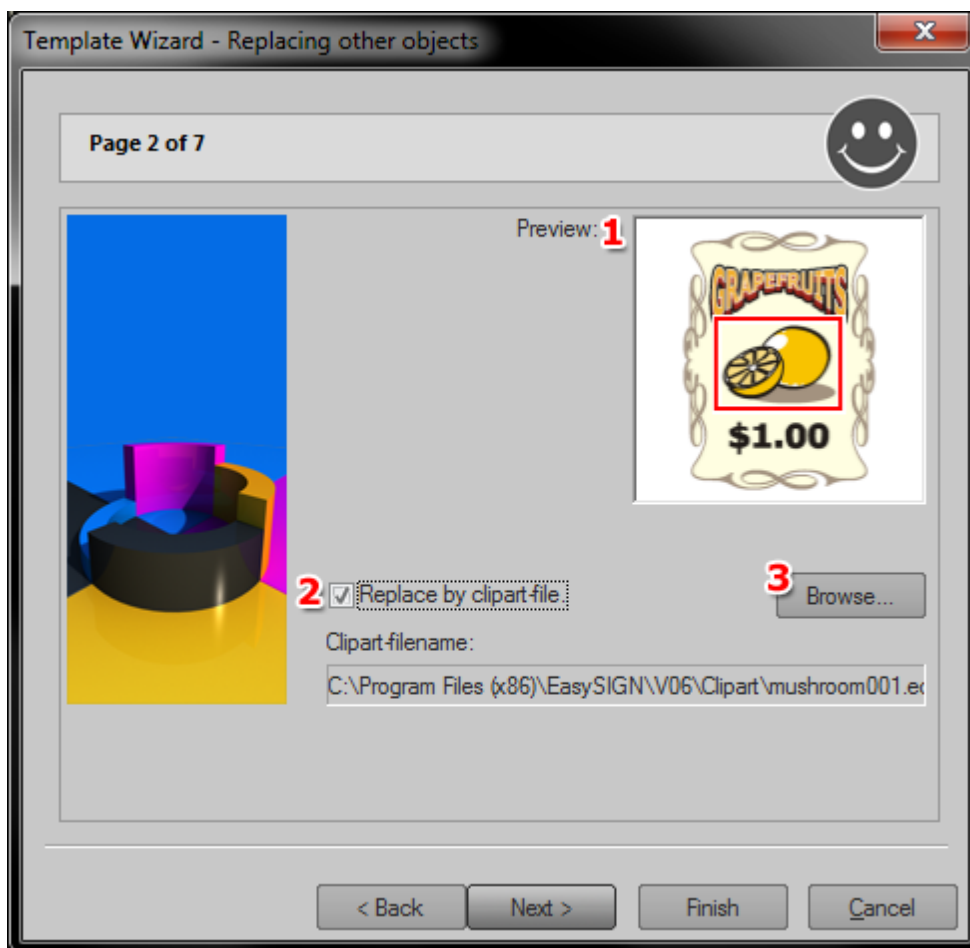 Template Wizard - Replacing other objects
x
Page 2 of 7
Preview: 1
GRAPEFRUITS
$1.00
2 Replace by clipart-file.
3 Browse...
Clipart-filename:
C:\Program Files (x86)\EasySIGN\V06\Clipart\mushroom001.ec
< Back Next > Finish Cancel